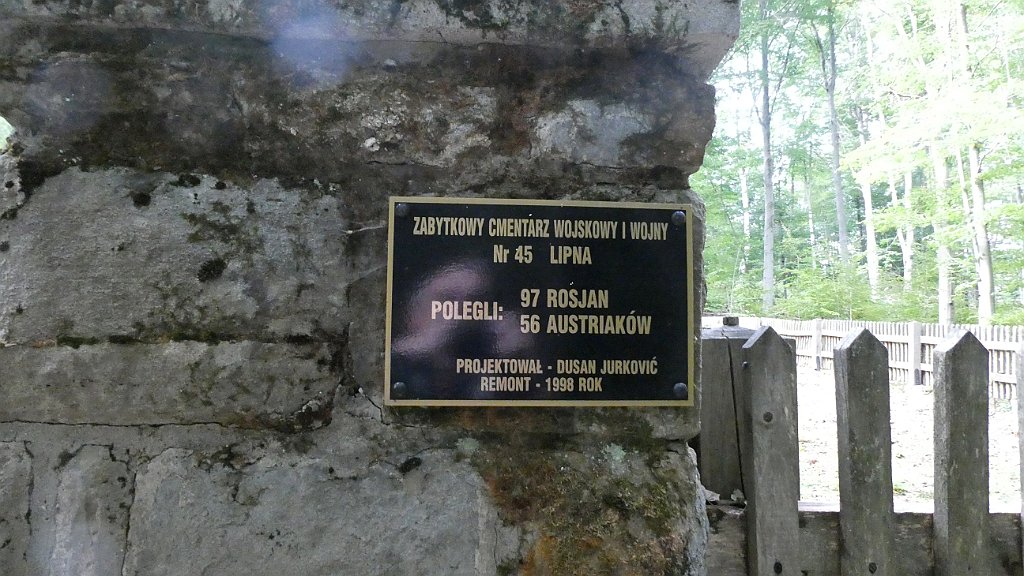 ZABYTKOWY CMENTARZ WOJSKOWY I WOJNY
Nr 45 LIPNA
POLEGLI: 97 ROSJAN
56 AUSTRIAKÓW
PROJEKTOWAŁ - DUSAN JURKOVIĆ
REMONT - 1998 ROK